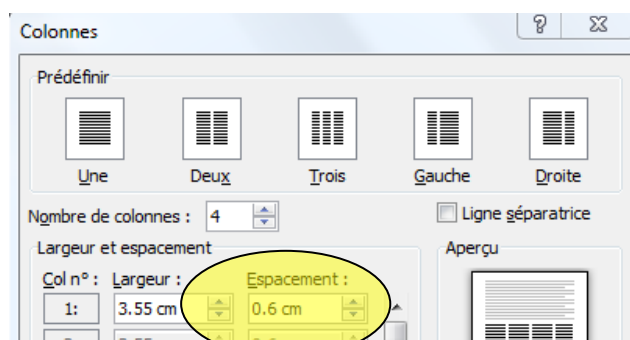 Colonnes
Prédéfinir
Une Deux Trois Gauche Droite
Nombre de colonnes : 4 Ligne séparatrice
Largeur et espacement Aperçu
Col n° : Largeur : Espacement :
1: 3.55 cm 0.6 cm